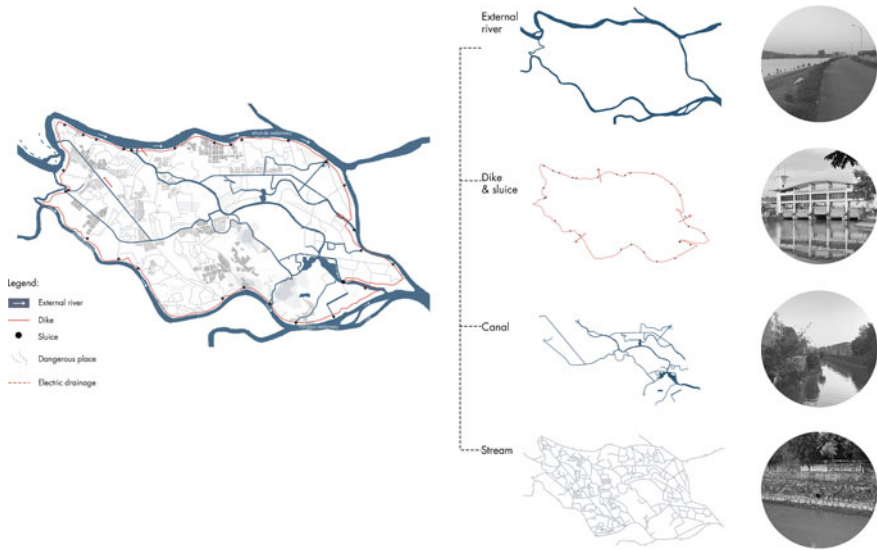 Legend:
External river
Dike
Sluice
Dangerous place
Electric drainage
External
river
Dike
& sluice
Canal
Stream